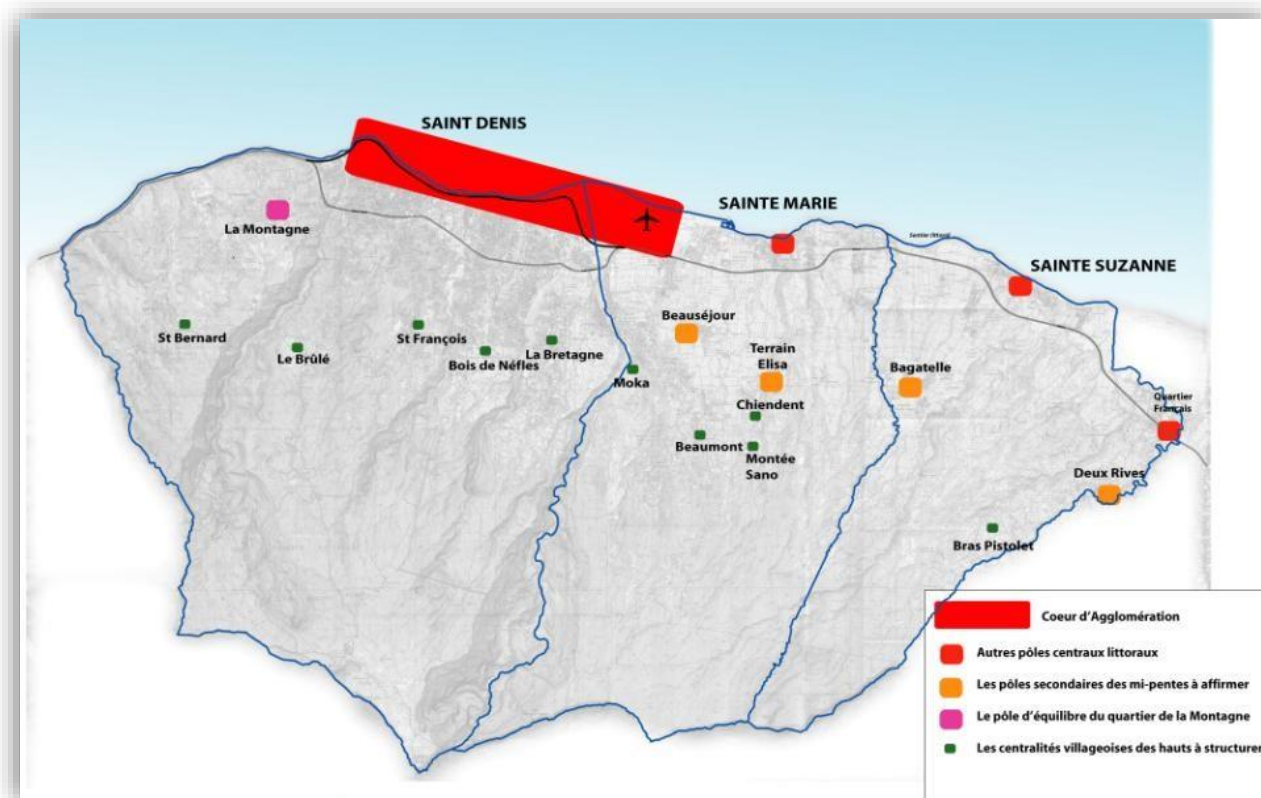 SAINT DENIS
SAINTE MARIE
La Montagne
Sentier littoral
SAINTE SUZANNE
St Bernard
Le Brûlé
St François
Bois de Néfles
La Bretagne
Beauséjour
Moka
Terrain
Elisa
Chiendent
Bagatelle
Quartier
Français
Beaumont
Montée
Sano
Deux Rives
Bras Pistolet
Coeur d'Agglomération
Autres pôles centraux littoraux
Les pôles secondaires des mi-pentes à affirmer
Le pôle d'équilibre du quartier de la Montagne
Les centralités villageoises des hauts à structurer